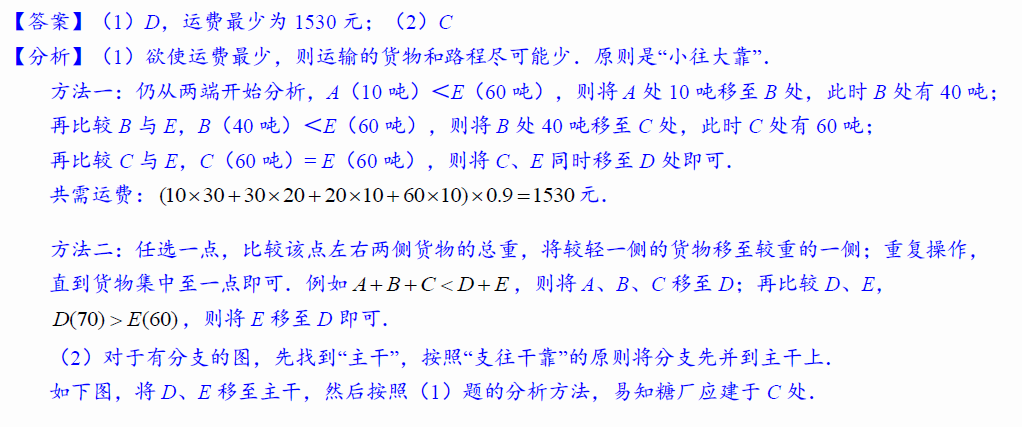 【答案】（1）D，运费最少为 1530 元；（2）C
【分析】（1）欲使运费最少，则运输的货物和路程尽可能少．原则是“小往大靠”．
方法一：仍从两端开始分析，A（10 吨）＜E（60 吨），则将 A 处 10 吨移至 B 处，此时 B 处有 40 吨；
再比较 B 与 E，B（40 吨）＜E（60 吨），则将 B 处 40 吨移至 C 处，此时 C 处有 60 吨；
再比较 C 与 E，C（60 吨）= E（60 吨），则将 C、E 同时移至 D 处即可．
共需运费：(10×30+30×20+20×10+60×10)×0.9=1530 元．
方法二：任选一点，比较该点左右两侧货物的总重，将较轻一侧的货物移至较重的一侧；重复操作，
直到货物集中至一点即可．例如 A+B+C<D+E，则将 A、B、C 移至 D；再比较 D、E，
D(70)>E(60)，则将 E 移至 D 即可．
（2）对于有分支的图，先找到“主干”，按照“支往干靠”的原则将分支先并到主干上．
如下图，将 D、E 移至主干，然后按照（1）题的分析方法，易知糖厂应建于 C 处．